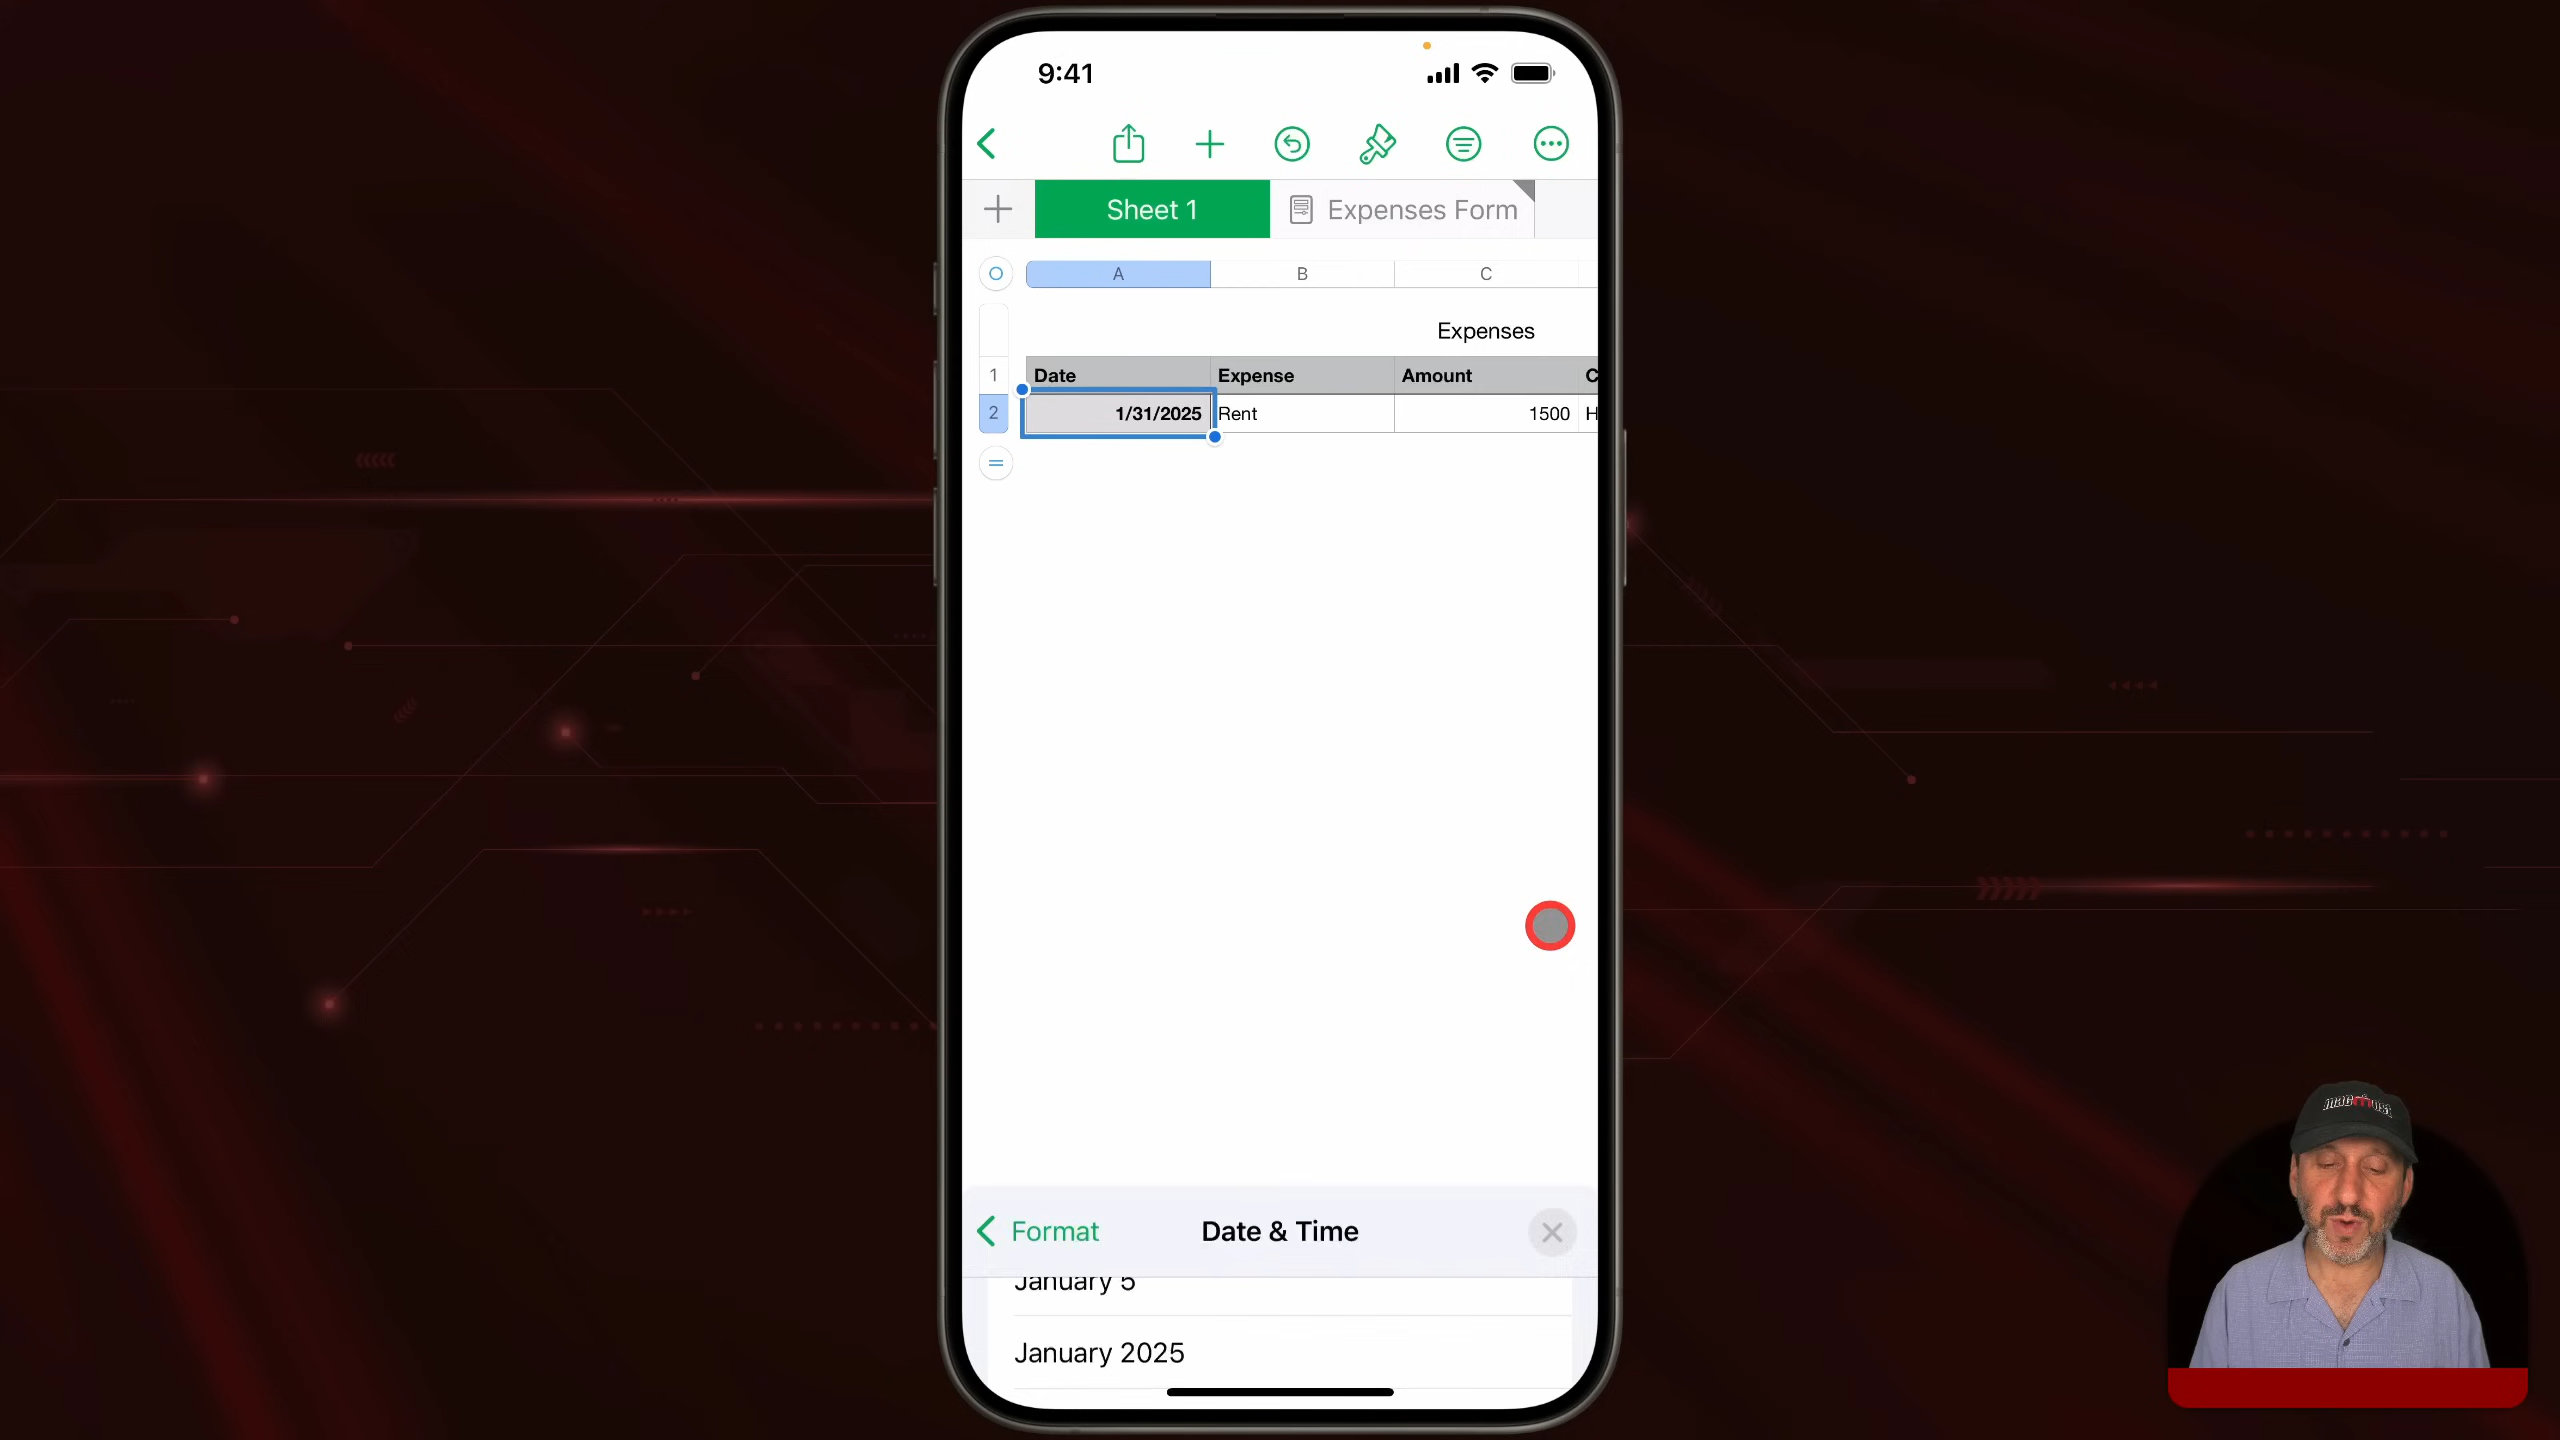 9:41
Sheet 1
Expenses Form
A B C
Expenses
1 Date Expense Amount C
2 1/31/2025 Rent 1500 H
Format Date & Time
January 5
January 2025
macmost